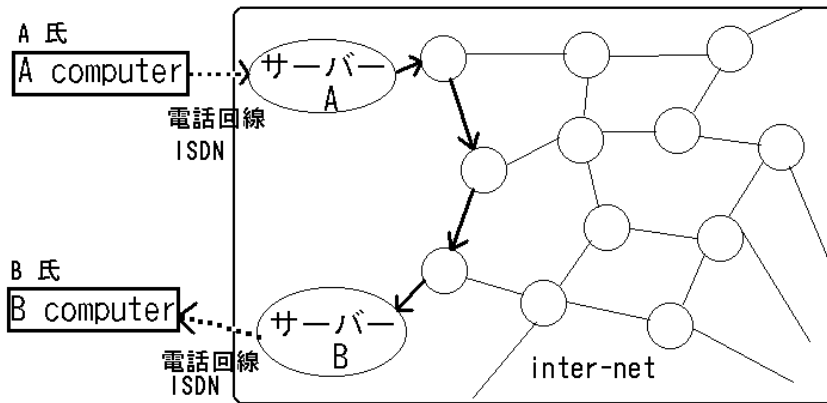 A 氏
A computer
サーバー
A
電話回線
ISDN
B 氏
B computer
サーバー
B
電話回線
ISDN
inter-net